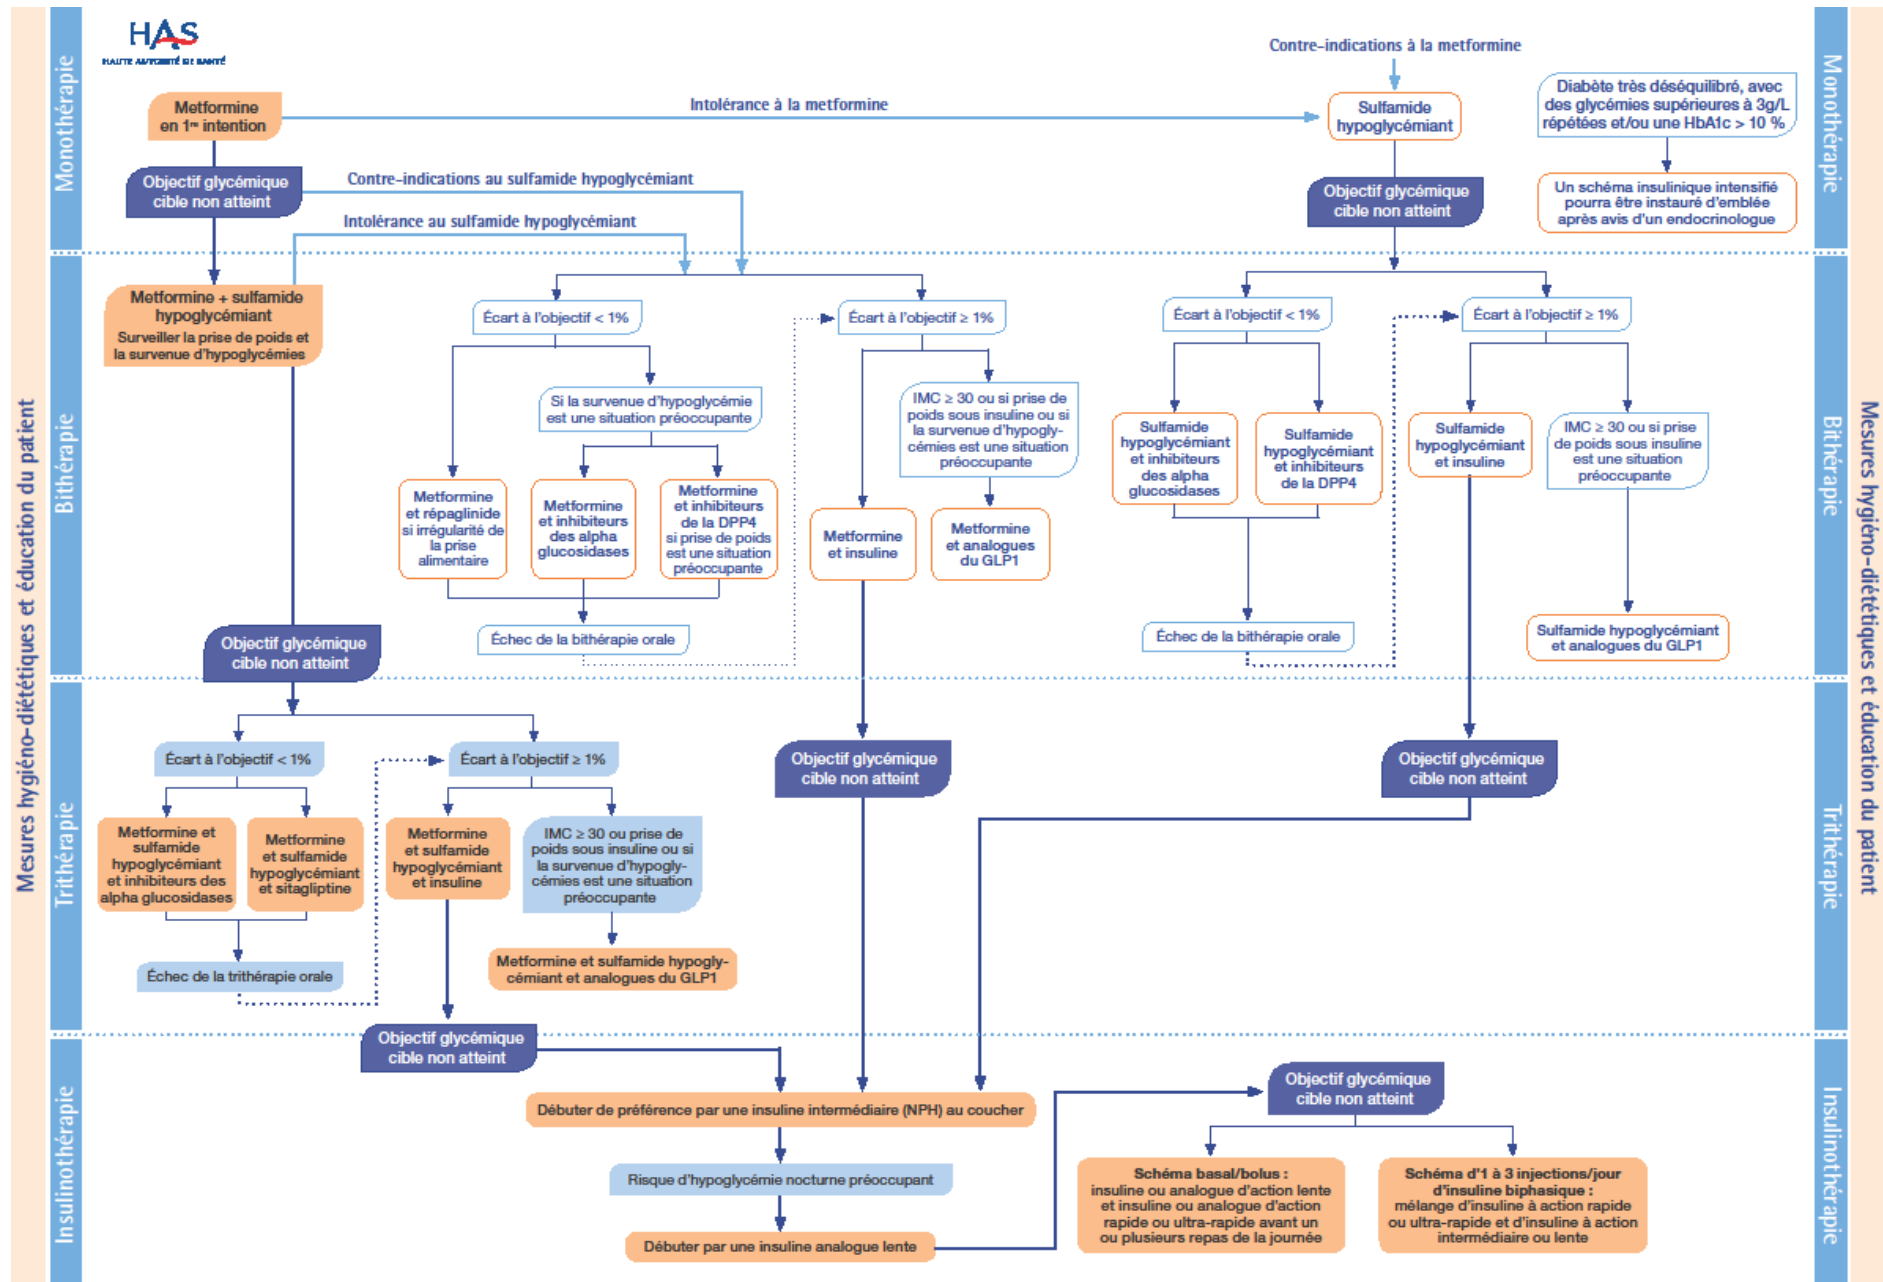 HAS
HAUTE AUTORITÉ DE SANTÉ
Mesures hygiéno-diététiques et éducation du patient
Monothérapie
Metformine
en 1re intention
Intolérance à la metformine
Contre-indications à la metformine
Sulfamide
hypoglycémiant
Diabète très déséquilibré, avec
des glycémies supérieures à 3g/L
répétées et/ou une HbA1c > 10 %
Objectif glycémique
cible non atteint
Contre-indications au sulfamide hypoglycémiant
Intolérance au sulfamide hypoglycémiant
Objectif glycémique
cible non atteint
Un schéma insulinique intensifié
pourra être instauré d'emblée
après avis d'un endocrinologue
Monothérapie
Bithérapie
Metformine + sulfamide
hypoglycémiant
Surveiller la prise de poids et
la survenue d'hypoglycémies
Écart à l'objectif < 1%
Écart à l'objectif ≥ 1%
Écart à l'objectif < 1%
Écart à l'objectif ≥ 1%
Si la survenue d'hypoglycémie
est une situation préoccupante
IMC ≥ 30 ou si prise de
poids sous insuline ou si
la survenue d'hypogly-
cémies est une situation
préoccupante
Sulfamide
hypoglycémiant
et inhibiteurs
des alpha
glucosidases
Sulfamide
hypoglycémiant
et inhibiteurs
de la DPP4
Sulfamide
hypoglycémiant
et insuline
IMC ≥ 30 ou si prise
de poids sous insuline
est une situation
préoccupante
Metformine
et répaglinide
si irrégularité de
la prise
alimentaire
Metformine
et inhibiteurs
des alpha
glucosidases
Metformine
et inhibiteurs
de la DPP4
si prise de poids
est une situation
préoccupante
Metformine
et insuline
Metformine
et analogues
du GLP1
Échec de la bithérapie orale
Échec de la bithérapie orale
Sulfamide hypoglycémiant
et analogues du GLP1
Objectif glycémique
cible non atteint
Bithérapie
Trithérapie
Écart à l'objectif < 1%
Écart à l'objectif ≥ 1%
Objectif glycémique
cible non atteint
Objectif glycémique
cible non atteint
Metformine et
sulfamide
hypoglycémiant
et inhibiteurs des
alpha glucosidases
Metformine
et sulfamide
hypoglycémiant
et sitagliptine
Metformine
et sulfamide
hypoglycémiant
et insuline
IMC ≥ 30 ou prise de
poids sous insuline ou si
la survenue d'hypogly-
cémies est une situation
préoccupante
Échec de la trithérapie orale
Metformine et sulfamide hypogly-
cémiant et analogues du GLP1
Trithérapie
Insulinothérapie
Objectif glycémique
cible non atteint
Débuter de préférence par une insuline intermédiaire (NPH) au coucher
Risque d'hypoglycémie nocturne préoccupant
Débuter par une insuline analogue lente
Objectif glycémique
cible non atteint
Schéma basal/bolus :
insuline ou analogue d'action lente
et insuline ou analogue d'action
rapide ou ultra-rapide avant un
ou plusieurs repas de la journée
Schéma d'1 à 3 injections/jour
d'insuline biphasique :
mélange d'insuline à action rapide
ou ultra-rapide et d'insuline à action
intermédiaire ou lente
Insulinothérapie
Mesures hygiéno-diététiques et éducation du patient